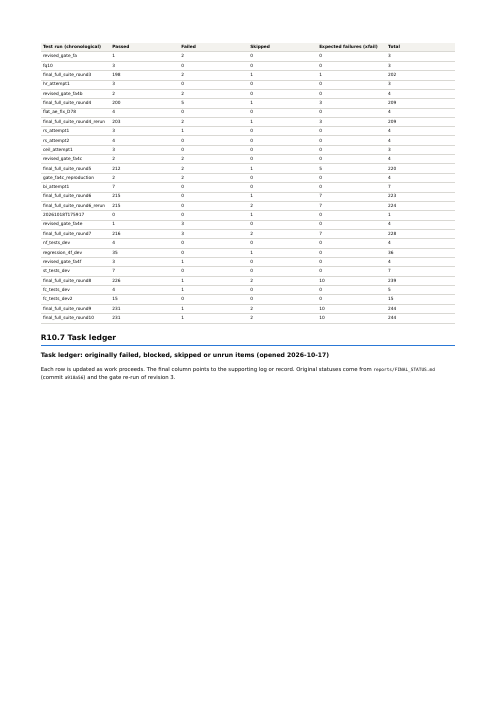 Test run (chronological) Passed Failed Skipped Expected failures (xfail) Total
revised_gate_fa 1 2 0 0 3
fq10 3 0 0 0 3
final_full_suite_round3 198 2 1 1 202
hr_attempt1 3 0 0 0 3
revised_gate_fa4b 2 2 0 0 4
final_full_suite_round4 200 5 1 3 209
flat_ae_fix_l278 4 0 0 0 4
final_full_suite_round4_rerun 203 2 1 3 209
rs_attempt1 3 1 0 0 4
rs_attempt2 4 0 0 0 4
ceil_attempt1 3 0 0 0 3
revised_gate_fa4c 2 2 0 0 4
final_full_suite_round5 212 2 1 5 220
gate_fa4c_reproduction 2 2 0 0 4
bi_attempt1 7 0 0 0 7
final_full_suite_round6 215 0 1 7 223
final_full_suite_round6_rerun 215 0 2 7 224
20261018T175917 0 0 1 0 1
revised_gate_fa4e 1 3 0 0 4
final_full_suite_round7 216 3 2 7 228
nf_tests_dev 4 0 0 0 4
regression_df_dev 35 0 1 0 36
revised_gate_fa4f 3 1 0 0 4
st_tests_dev 7 0 0 0 7
final_full_suite_round8 226 1 2 10 239
fc_tests_dev 4 1 0 0 5
fc_tests_dev2 15 0 0 0 15
final_full_suite_round9 231 1 2 10 244
final_full_suite_round10 231 1 2 10 244
R10.7 Task ledger
Task ledger: originally failed, blocked, skipped or unrun items (opened 2026-10-17)
Each row is updated as work proceeds. The final column points to the supporting log or record. Original statuses come from reports/FINAL_STATUS.md
(commit a918a56) and the gate re-run of revision 3.